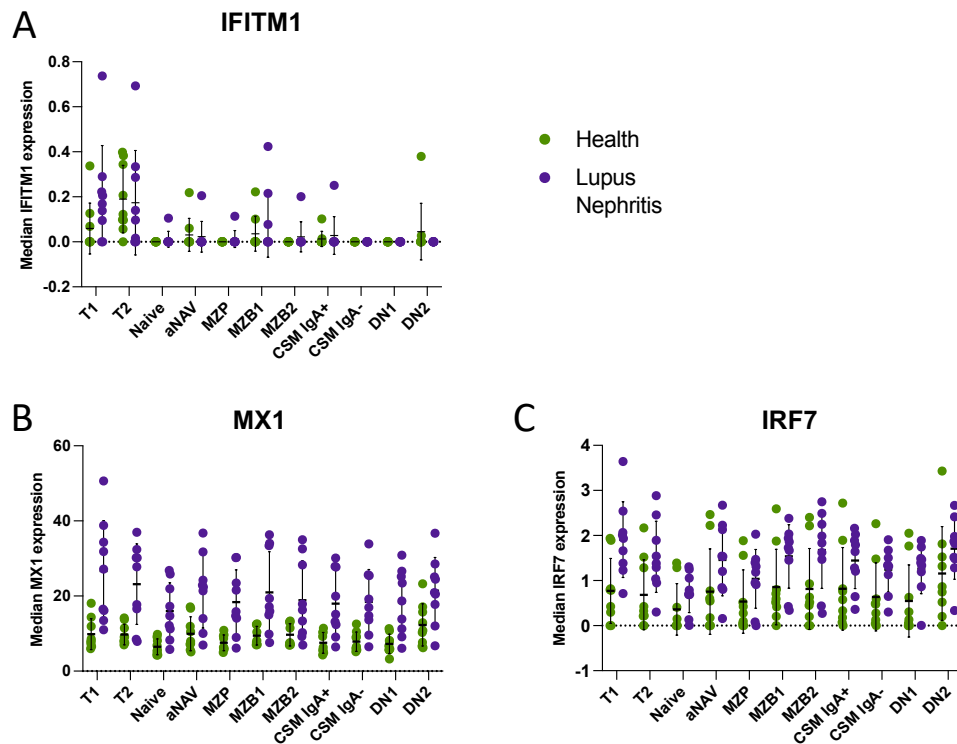 A
IFITM1
Median IFITM1 expression
0.8
0.6
0.4
0.2
0.0
-0.2
T1
T2
Naive
aNAV
MZP
MZB1
MZB2
CSM IgA+
CSM IgA-
DN1
DN2
Health
Lupus
Nephritis
B
MX1
Median MX1 expression
60
40
20
0
T1
T2
Naive
aNAV
MZP
MZB1
MZB2
CSM IgA+
CSM IgA-
DN1
DN2
C
IRF7
Median IRF7 expression
4
3
2
1
0
-1
T1
T2
Naive
aNAV
MZP
MZB1
MZB2
CSM IgA+
CSM IgA-
DN1
DN2